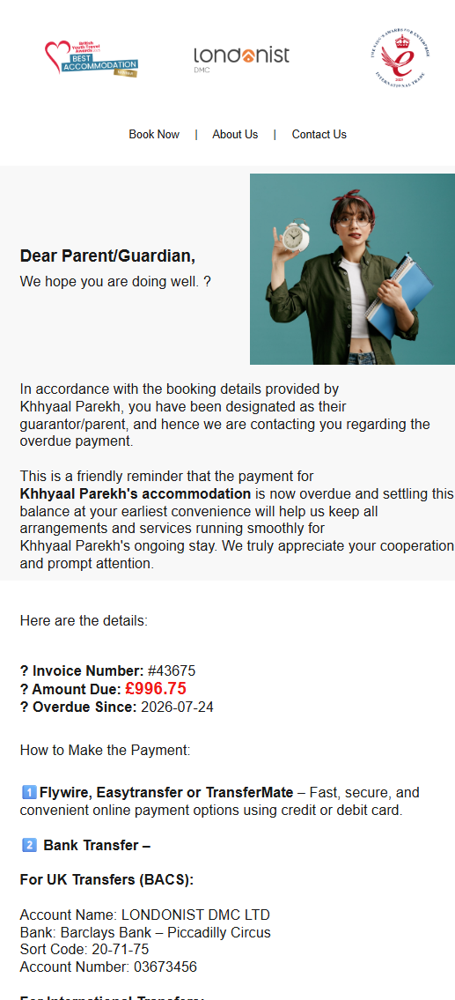 British
Youth Travel
Awards
BEST
ACCOMMODATION
londonist
DMC
INTERNATIONAL TRADE
Book Now | About Us | Contact Us
Dear Parent/Guardian,
We hope you are doing well. ?
In accordance with the booking details provided by
Khhyaal Parekh, you have been designated as their
guarantor/parent, and hence we are contacting you regarding the
overdue payment.
This is a friendly reminder that the payment for
Khhyaal Parekh's accommodation is now overdue and settling this
balance at your earliest convenience will help us keep all
arrangements and services running smoothly for
Khhyaal Parekh's ongoing stay. We truly appreciate your cooperation
and prompt attention.
Here are the details:
? Invoice Number: #43675
? Amount Due: £996.75
? Overdue Since: 2026-07-24
How to Make the Payment:
1 Flywire, Easytransfer or TransferMate – Fast, secure, and
convenient online payment options using credit or debit card.
2 Bank Transfer –
For UK Transfers (BACS):
Account Name: LONDONIST DMC LTD
Bank: Barclays Bank – Piccadilly Circus
Sort Code: 20-71-75
Account Number: 03673456
For International Transfers: